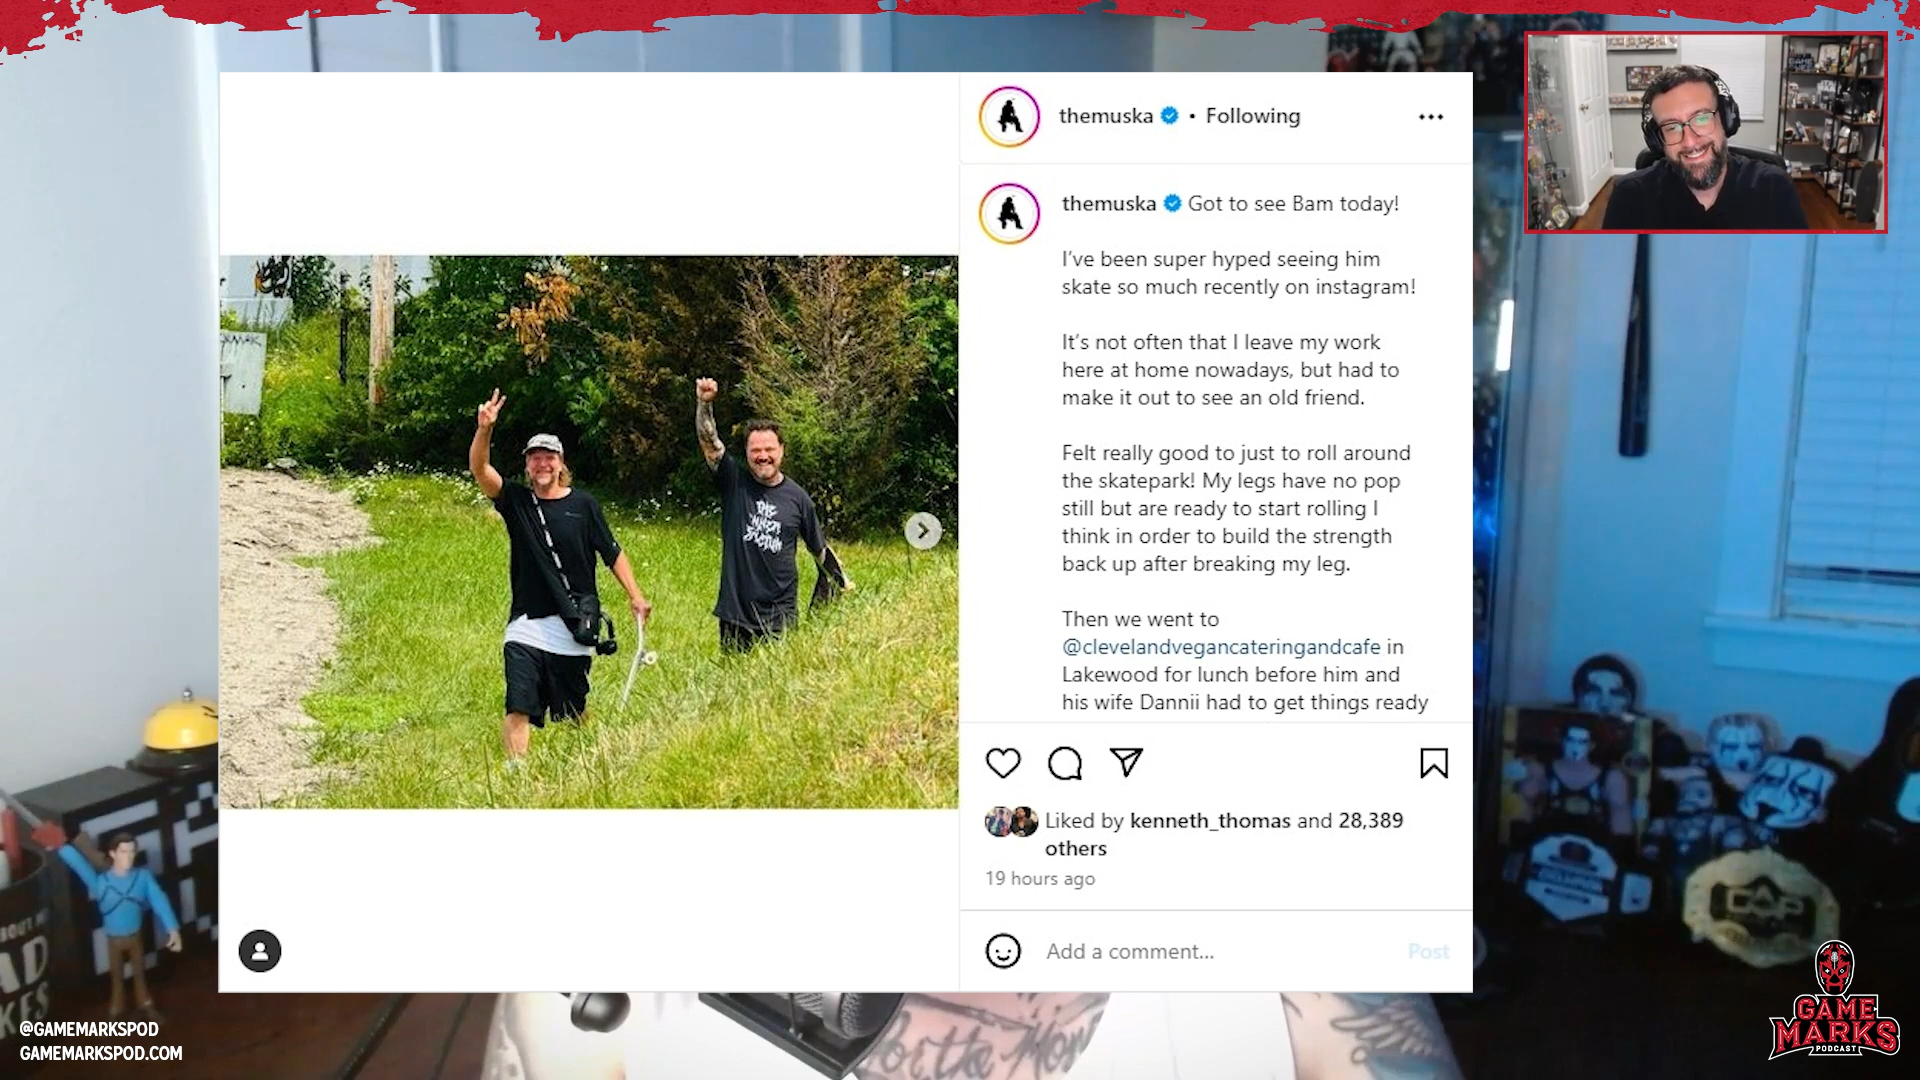 themuska • Following
themuska Got to see Bam today!
I've been super hyped seeing him
skate so much recently on instagram!
It's not often that I leave my work
here at home nowadays, but had to
make it out to see an old friend.
Felt really good to just to roll around
the skatepark! My legs have no pop
still but are ready to start rolling I
think in order to build the strength
back up after breaking my leg.
Then we went to
@clevelandvegancateringandcafe in
Lakewood for lunch before him and
his wife Dannii had to get things ready
Liked by kenneth_thomas and 28,389
others
19 hours ago
Add a comment...
Post
@GAMEMARKSPOD
GAMEMARKSPOD.COM
GAME
MARKS
PODCAST